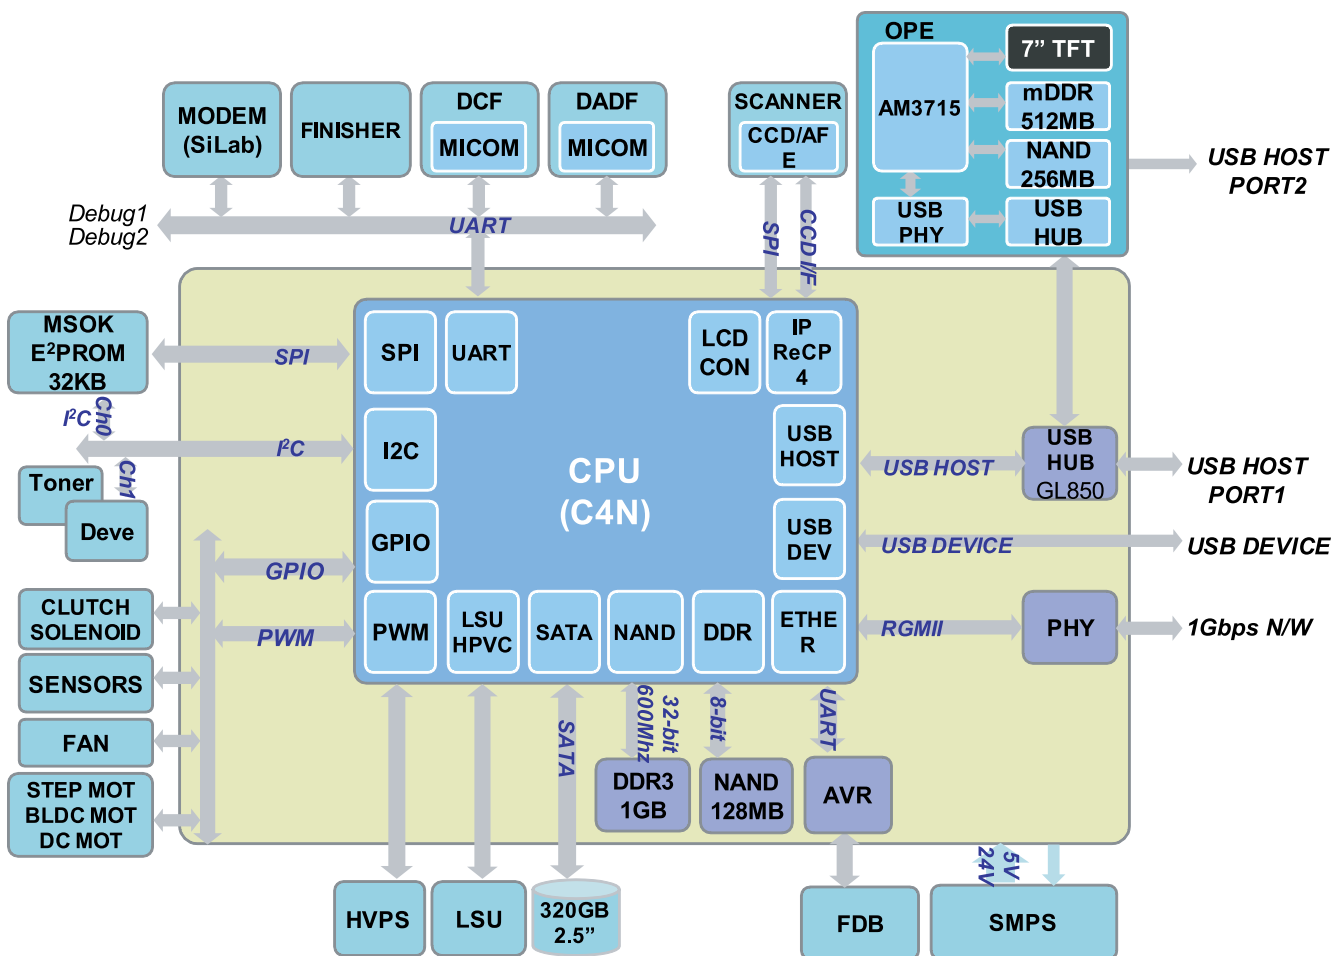 OPE
7” TFT
AM3715
mDDR
512MB
NAND
256MB
USB
PHY
USB
HUB
USB HOST
PORT2
MODEM
(SiLab)
FINISHER
DCF
MICOM
DADF
MICOM
SCANNER
CCD/AF
E
Debug1
Debug2
UART
SPI
CCD I/F
MSOK
E²PROM
32KB
SPI
SPI
UART
LCD
CON
IP
ReCP
4
I²C
Ch0
I²C
I2C
USB
HOST
USB HOST
USB
HUB
GL850
USB HOST
PORT1
Toner
Ch1
Deve
CPU
(C4N)
GPIO
GPIO
USB
DEV
USB DEVICE
USB DEVICE
CLUTCH
SOLENOID
PWM
PWM
LSU
HPVC
SATA
NAND
DDR
ETHE
R
RGMII
PHY
1Gbps N/W
SENSORS
FAN
STEP MOT
BLDC MOT
DC MOT
SATA
32-bit
600Mhz
8-bit
UART
DDR3
1GB
NAND
128MB
AVR
5V
24V
HVPS
LSU
320GB
2.5”
FDB
SMPS